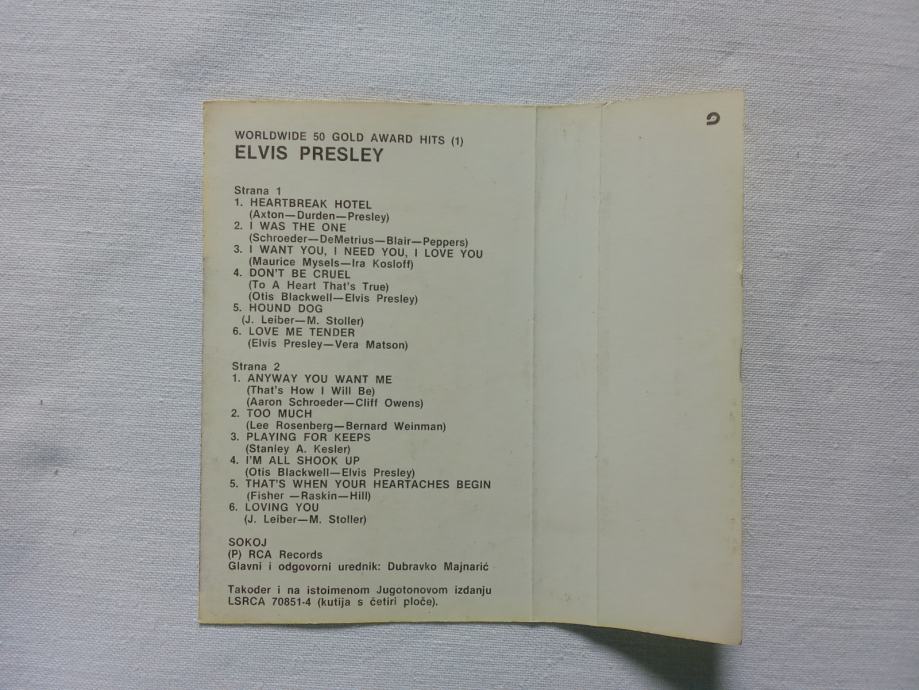 WORLDWIDE 50 GOLD AWARD HITS (1)
ELVIS PRESLEY
Strana 1
1. HEARTBREAK HOTEL
(Axton—Durden—Presley)
2. I WAS THE ONE
(Schroeder—DeMetrius—Blair—Peppers)
3. I WANT YOU, I NEED YOU, I LOVE YOU
(Maurice Mysels—Ira Kosloff)
4. DON'T BE CRUEL
(To A Heart That's True)
(Otis Blackwell—Elvis Presley)
5. HOUND DOG
(J. Leiber—M. Stoller)
6. LOVE ME TENDER
(Elvis Presley—Vera Matson)
Strana 2
1. ANYWAY YOU WANT ME
(That's How I Will Be)
(Aaron Schroeder—Cliff Owens)
2. TOO MUCH
(Lee Rosenberg—Bernard Weinman)
3. PLAYING FOR KEEPS
(Stanley A. Kesler)
4. I'M ALL SHOOK UP
(Otis Blackwell—Elvis Presley)
5. THAT'S WHEN YOUR HEARTACHES BEGIN
(Fisher —Raskin—Hill)
6. LOVING YOU
(J. Leiber—M. Stoller)
SOKOJ
(P) RCA Records
Glavni i odgovorni urednik: Dubravko Majnarić
Takoder i na istoimenom Jugotonovom izdanju
LSRCA 70851-4 (kutija s četiri ploče).